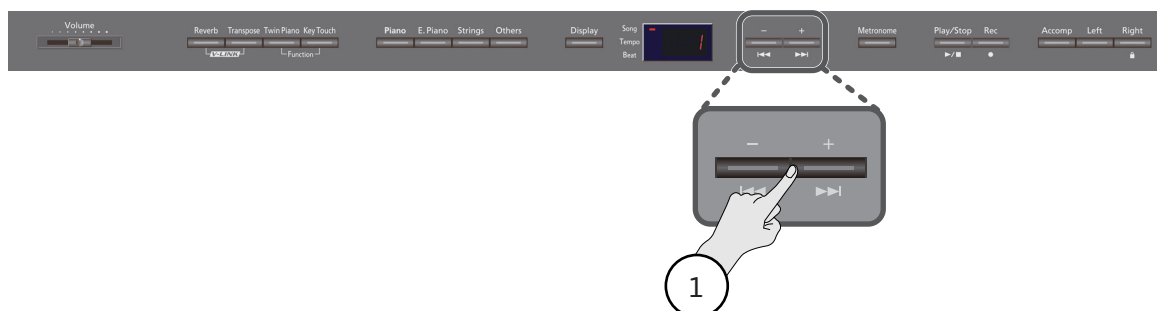 Volume
Reverb Transpose Twin Piano Key Touch
V-LINK Function
Piano E. Piano Strings Others
Display
Song
Tempo
Beat
1
− +
Metronome
Play/Stop Rec
Accomp Left Right
− +
1